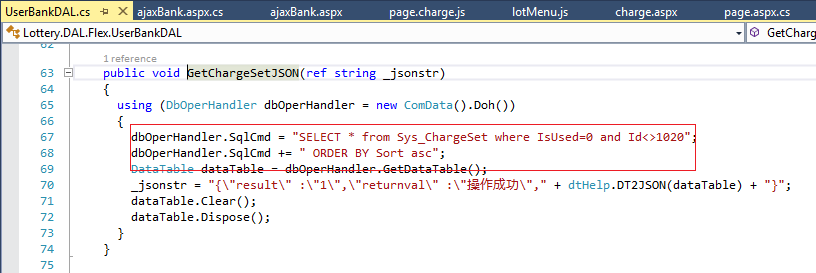 UserBankDAL.cs ajaxBank.aspx.cs ajaxBank.aspx page.charge.js lotMenu.js charge.aspx page.aspx.cs
Lottery.DAL.Flex.UserBankDAL GetCharg
62
1 reference
63 public void GetChargeSetJSON(ref string _jsonstr)
64 {
65 using (DbOperHandler dbOperHandler = new ComData().Doh())
66 {
67 dbOperHandler.SqlCmd = "SELECT * from Sys_ChargeSet where IsUsed=0 and Id<>1020";
68 dbOperHandler.SqlCmd += " ORDER BY Sort asc";
69 DataTable dataTable = dbOperHandler.GetDataTable();
70 _jsonstr = "{\"result\" :\"1\",\"returnval\" :\"操作成功\"," + dtHelp.DT2JSON(dataTable) + "}";
71 dataTable.Clear();
72 dataTable.Dispose();
73 }
74 }
75